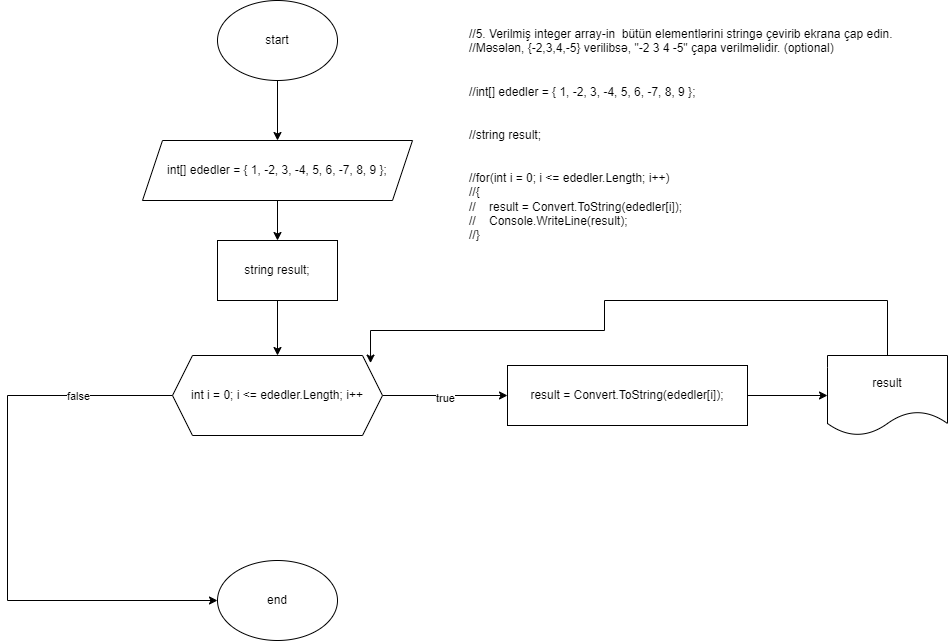 start
//5. Verilmiş integer array-in  bütün elementlərini stringə çevirib ekrana çap edin.
//Məsələn, {-2,3,4,-5} verilibsə, "-2 3 4 -5" çapa verilməlidir. (optional)
//int[] ededler = { 1, -2, 3, -4, 5, 6, -7, 8, 9 };
//string result;
//for(int i = 0; i <= ededler.Length; i++)
//{
//    result = Convert.ToString(ededler[i]);
//    Console.WriteLine(result);
//}
int[] ededler = { 1, -2, 3, -4, 5, 6, -7, 8, 9 };
string result;
int i = 0; i <= ededler.Length; i++
false
true
result = Convert.ToString(ededler[i]);
result
end